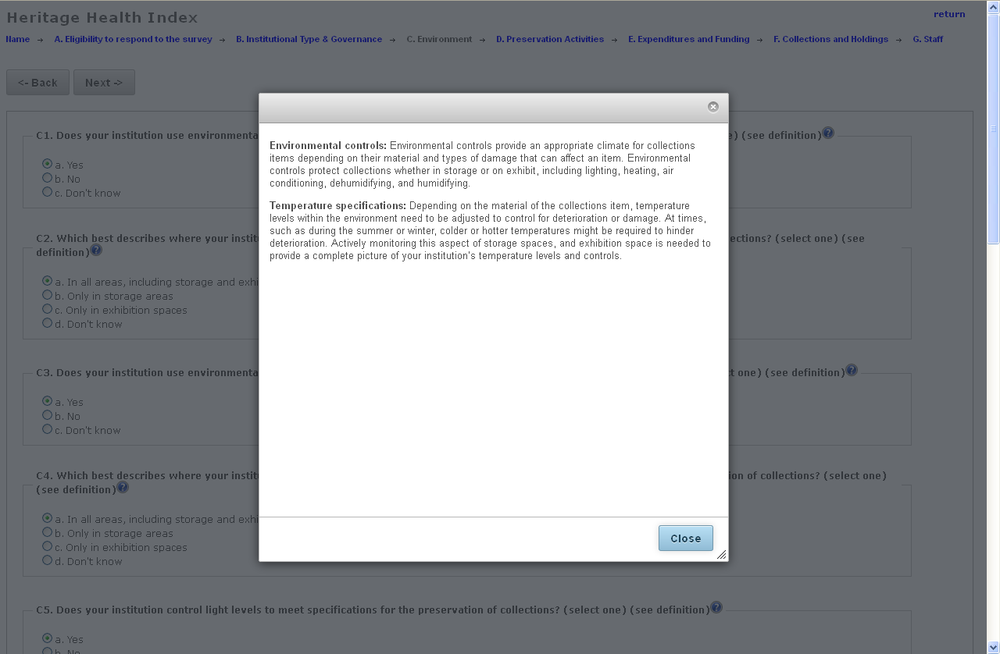 Heritage Health Index
return
Name → A. Eligibility to respond to the survey → B. Institutional Type & Governance → C. Environment → D. Preservation Activities → E. Expenditures and Funding → F. Collections and Holdings → G. Staff
<- Back Next ->
C1. Does your institution use environmenta
e) (see definition)
a. Yes
b. No
c. Don't know
C2. Which best describes where your instit
ections? (select one) (see
definition)
a. In all areas, including storage and exhi
b. Only in storage areas
c. Only in exhibition spaces
d. Don't know
C3. Does your institution use environmenta
ct one) (see definition)
a. Yes
b. No
c. Don't know
C4. Which best describes where your instit
ion of collections? (select one)
(see definition)
a. In all areas, including storage and exhi
b. Only in storage areas
c. Only in exhibition spaces
d. Don't know
C5. Does your institution control light levels to meet specifications for the preservation of collections? (select one) (see definition)
a. Yes
b. No
Environmental controls: Environmental controls provide an appropriate climate for collections
items depending on their material and types of damage that can affect an item. Environmental
controls protect collections whether in storage or on exhibit, including lighting, heating, air
conditioning, dehumidifying, and humidifying.
Temperature specifications: Depending on the material of the collections item, temperature
levels within the environment need to be adjusted to control for deterioration or damage. At times,
such as during the summer or winter, colder or hotter temperatures might be required to hinder
deterioration. Actively monitoring this aspect of storage spaces, and exhibition space is needed to
provide a complete picture of your institution's temperature levels and controls.
Close